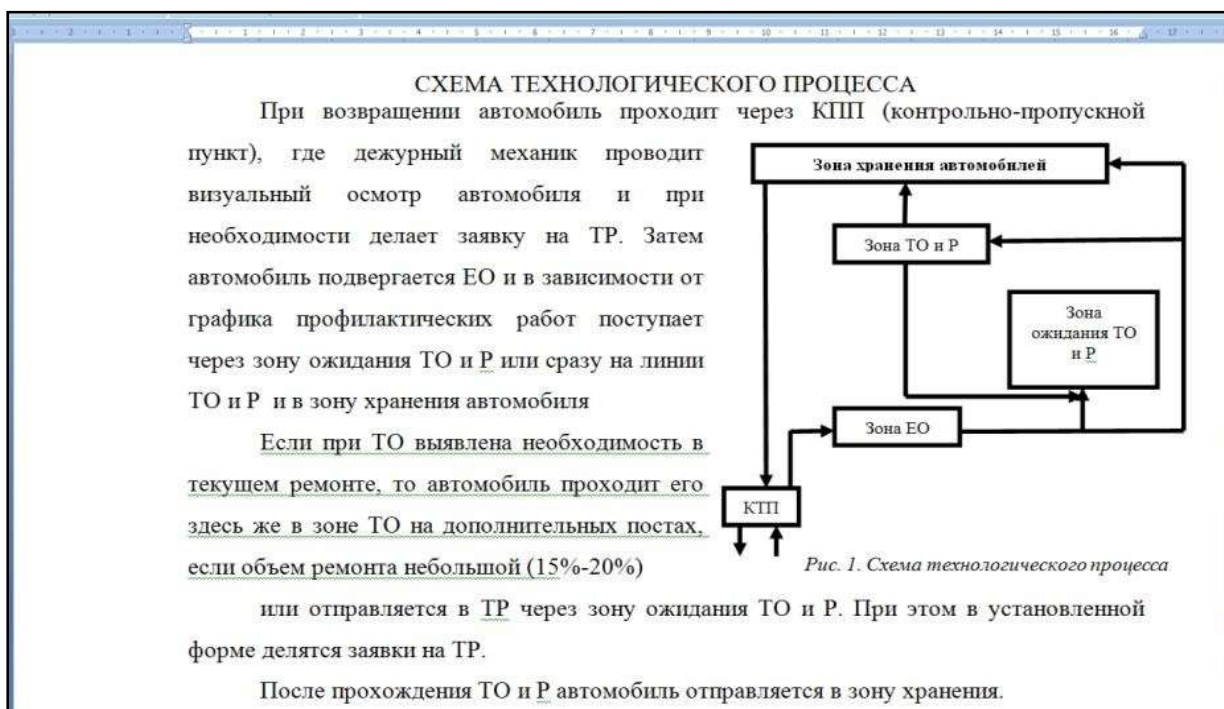 СХЕМА ТЕХНОЛОГИЧЕСКОГО ПРОЦЕССА
При возвращении автомобиль проходит через КПП (контрольно-пропускной
пункт), где дежурный механик проводит
визуальный осмотр автомобиля и при
необходимости делает заявку на ТР. Затем
автомобиль подвергается ЕО и в зависимости от
графика профилактических работ поступает
через зону ожидания ТО и Р или сразу на линии
ТО и Р и в зону хранения автомобиля
Если при ТО выявлена необходимость в
текущем ремонте, то автомобиль проходит его
здесь же в зоне ТО на дополнительных постах,
если объем ремонта небольшой (15%-20%)
Зона хранения автомобилей
Зона ТО и Р
Зона
ожидания ТО
и Р
Зона ЕО
КТП
Рис. 1. Схема технологического процесса
или отправляется в ТР через зону ожидания ТО и Р. При этом в установленной
форме делятся заявки на ТР.
После прохождения ТО и Р автомобиль отправляется в зону хранения.